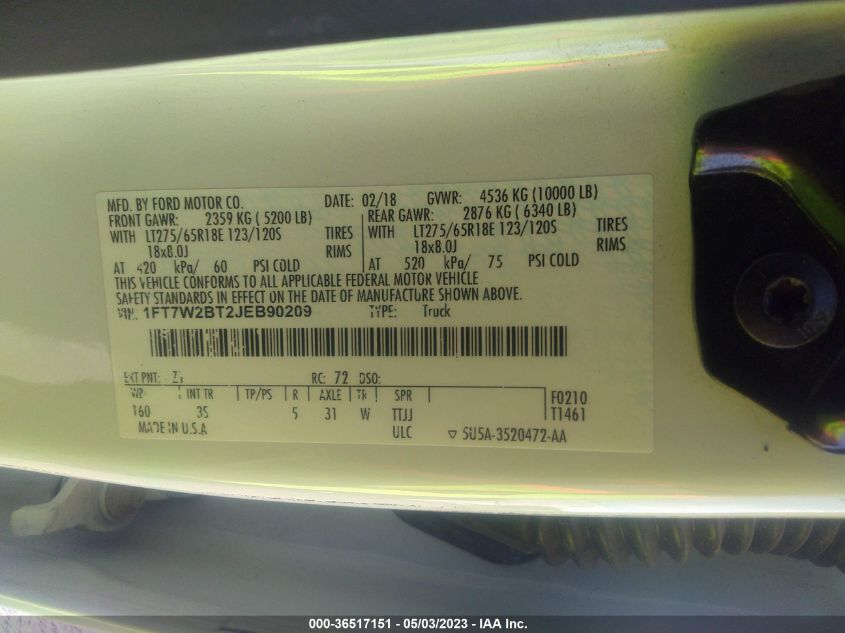 MFD. BY FORD MOTOR CO. DATE: 02/18 GVWR: 4536 KG (10000 LB)
FRONT GAWR: 2359 KG (5200 LB) REAR GAWR: 2876 KG (6340 LB)
WITH LT275/65R18E 123/120S TIRES WITH LT275/65R18E 123/120S TIRES
18x8.0J RIMS 18x8.0J RIMS
AT 420 kPa/ 60 PSI COLD AT 520 kPa/ 75 PSI COLD
THIS VEHICLE CONFORMS TO ALL APPLICABLE FEDERAL MOTOR VEHICLE
SAFETY STANDARDS IN EFFECT ON THE DATE OF MANUFACTURE SHOWN ABOVE.
VIN: 1FT7W2BT2JEB90209 TYPE: Truck
EXT PNT: Z1 RC: 72 DSO:
WB INT TR TP/PS R AXLE TR SPR F0210
160 3S 5 31 W TTJJ T1461
MADE IN U.S.A. ULC ▽ 5U5A-3520472-AA
000-36517151 - 05/03/2023 - IAA Inc.